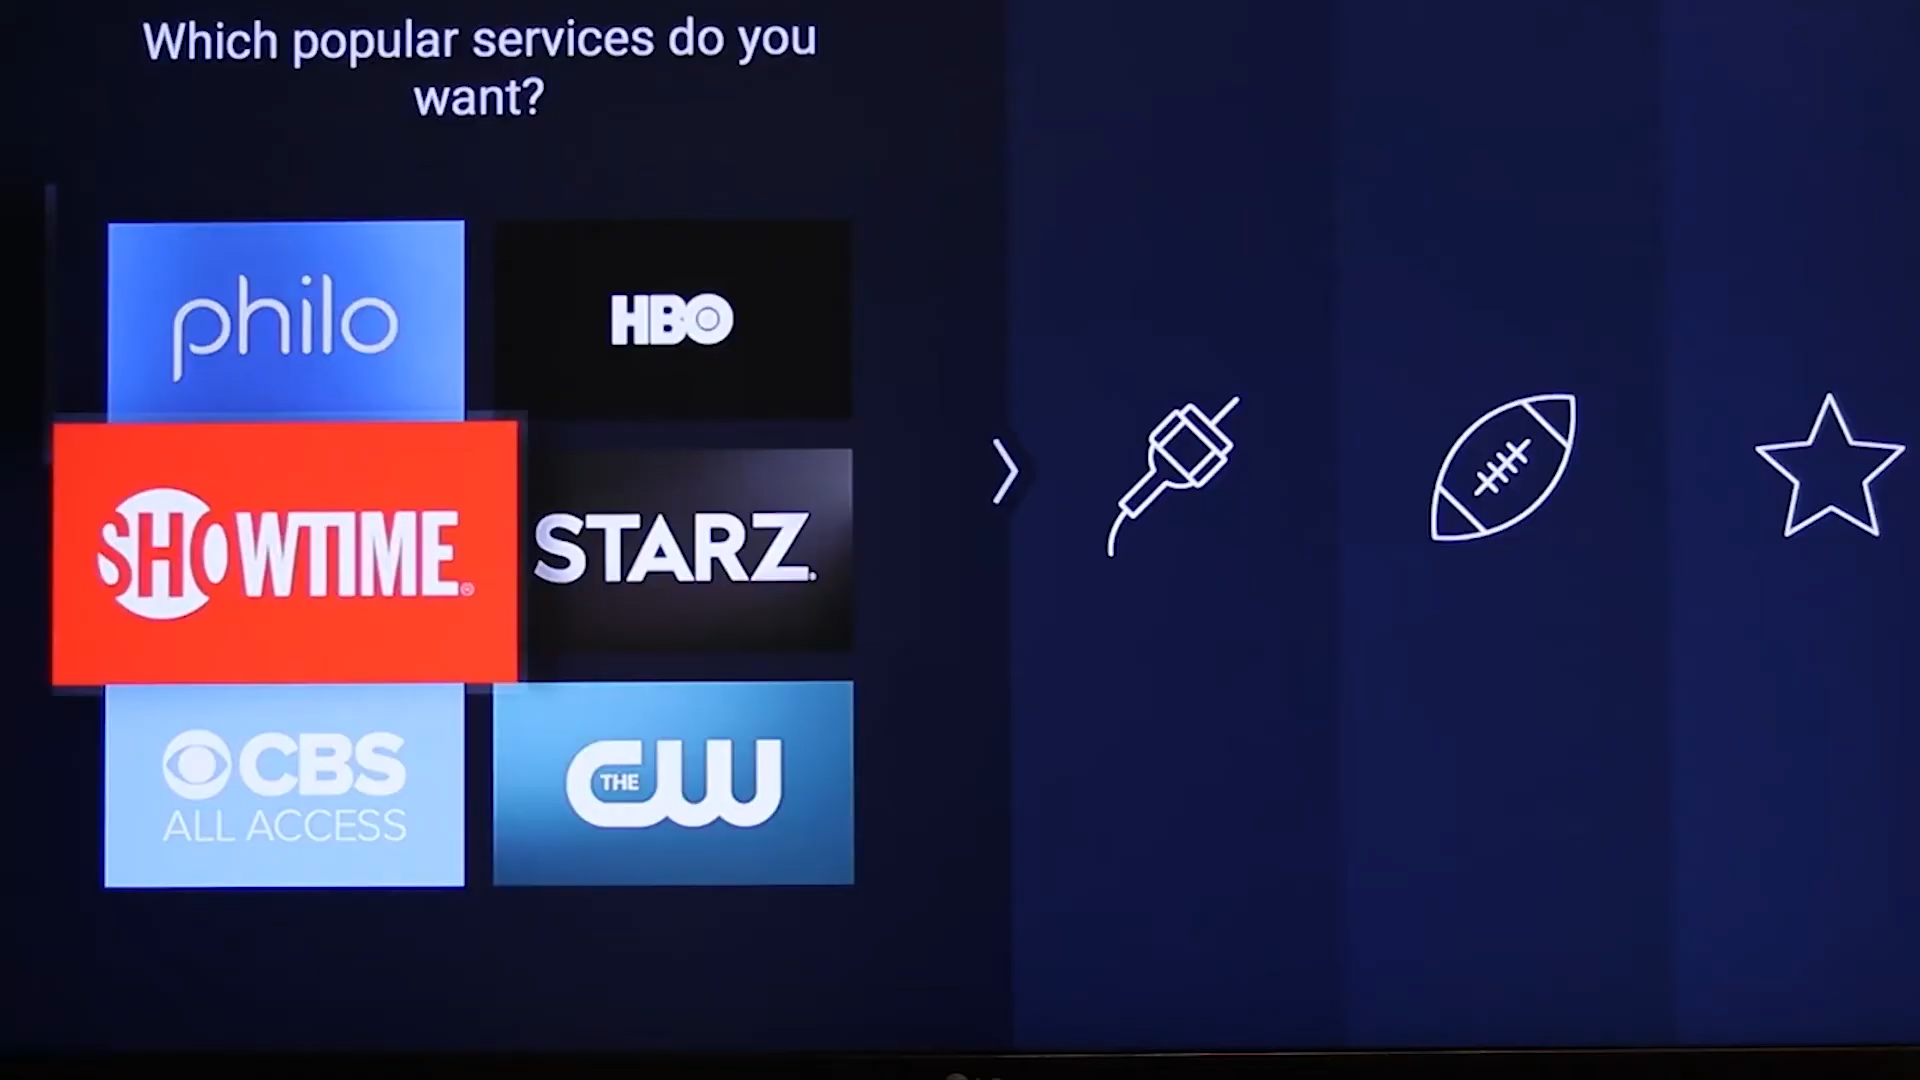 Which popular services do you
want?
philo
HBO
SHOWTIME®
STARZ
CBS
ALL ACCESS
THE CW